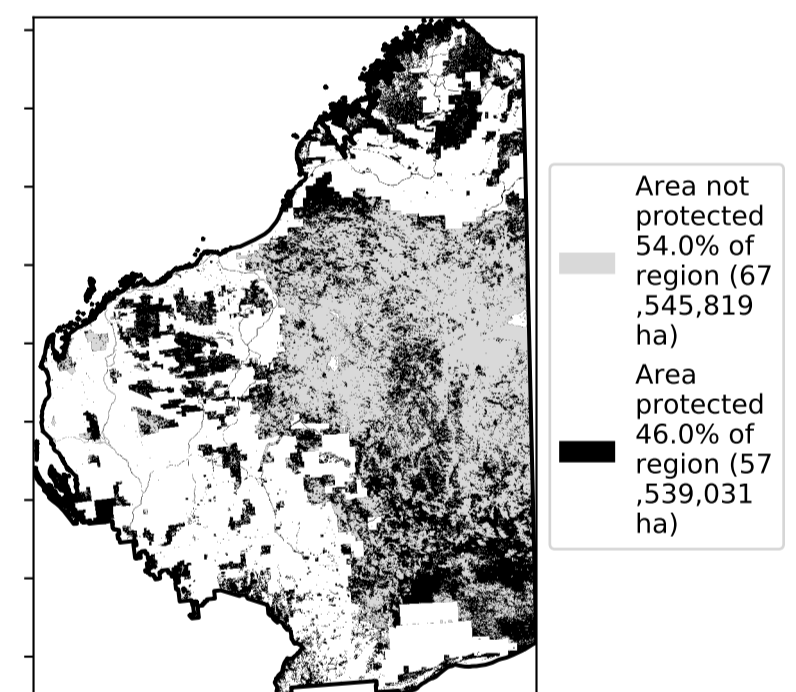 Area not
protected
54.0% of
region (67
,545,819
ha)
Area
protected
46.0% of
region (57
,539,031
ha)